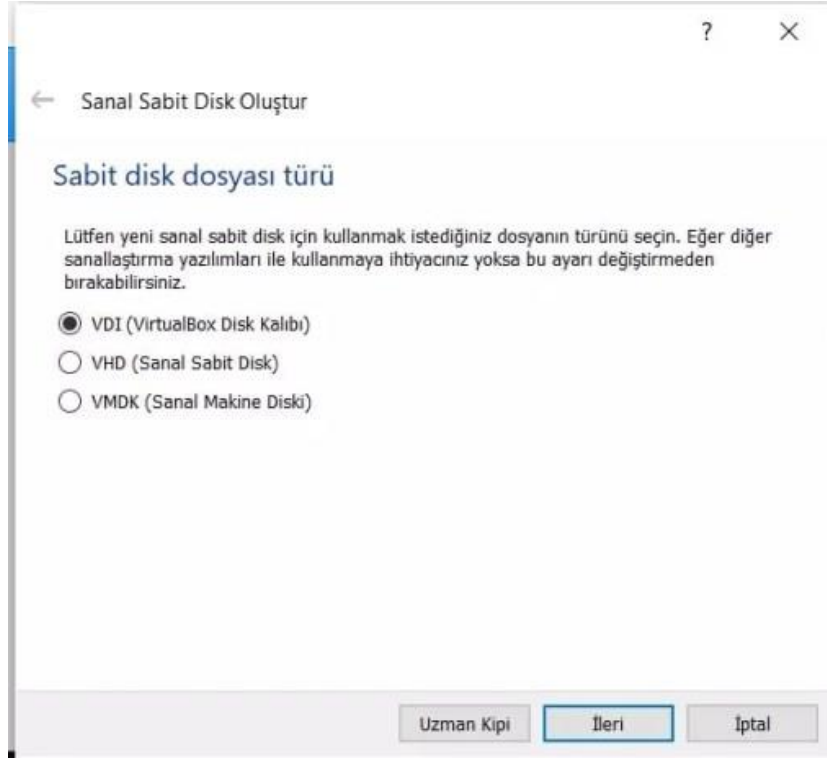 ?
Sanal Sabit Disk Oluştur
Sabit disk dosyası türü
Lütfen yeni sanal sabit disk için kullanmak istediğiniz dosyanın türünü seçin. Eğer diğer
sanallaştırma yazılımları ile kullanmaya ihtiyacınız yoksa bu ayarı değiştirmeden
bırakabilirsiniz.
VDI (VirtualBox Disk Kalıbı)
VHD (Sanal Sabit Disk)
VMDK (Sanal Makine Diski)
Uzman Kipi İleri İptal